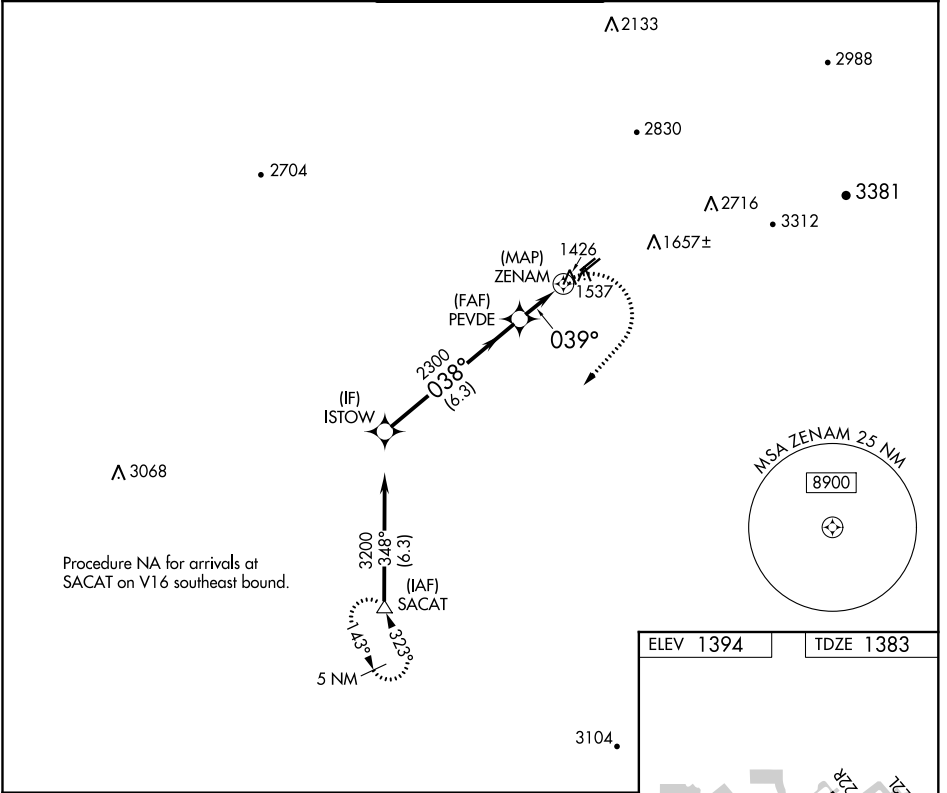 2133
2988
2830
2704
3381
2716
3312
1657±
1426
(MAP)
ZENAM
1537
(FAF)
PEVDE
039°
2300
038°
(6.3)
(IF)
ISTOW
MSA ZENAM 25 NM
8900
3068
3200
348°
(6.3)
Procedure NA for arrivals at
SACAT on V16 southeast bound.
(IAF)
SACAT
143°
323°
5 NM
ELEV 1394
TDZE 1383
3104
22R
22L